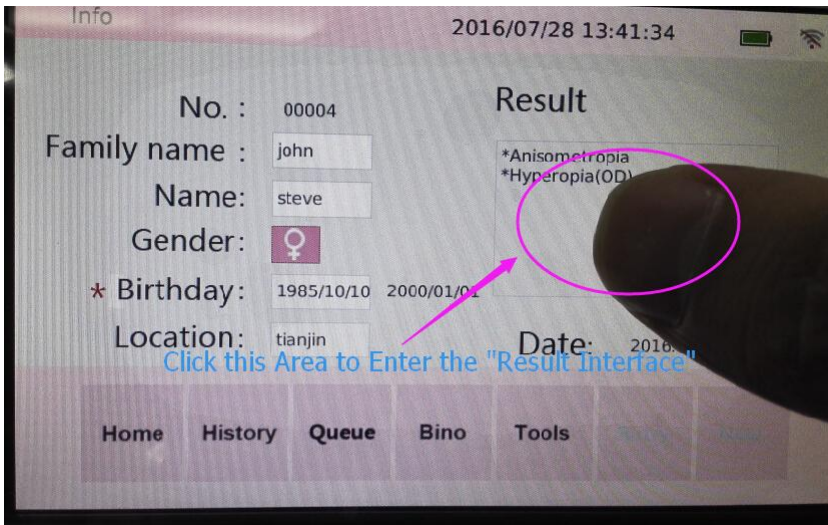 Info
2016/07/28 13:41:34
No. : 00004
Result
Family name : john
*Anisometropia
*Hyperopia(OD)
Name: steve
Gender:
* Birthday: 1985/10/10 2000/01/01
Location: tianjin
Date: 2016
Click this Area to Enter the "Result Interface"
Home History Queue Bino Tools